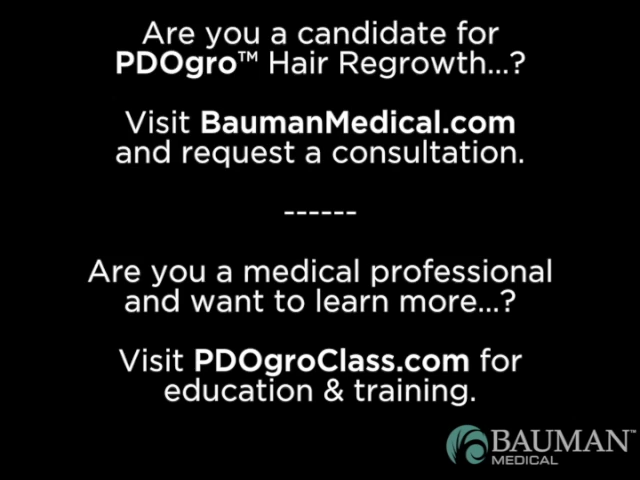 Are you a candidate for
PDOgro™ Hair Regrowth...?
Visit BaumanMedical.com
and request a consultation.
------
Are you a medical professional
and want to learn more...?
Visit PDOgroClass.com for
education & training.
BAUMAN™
MEDICAL